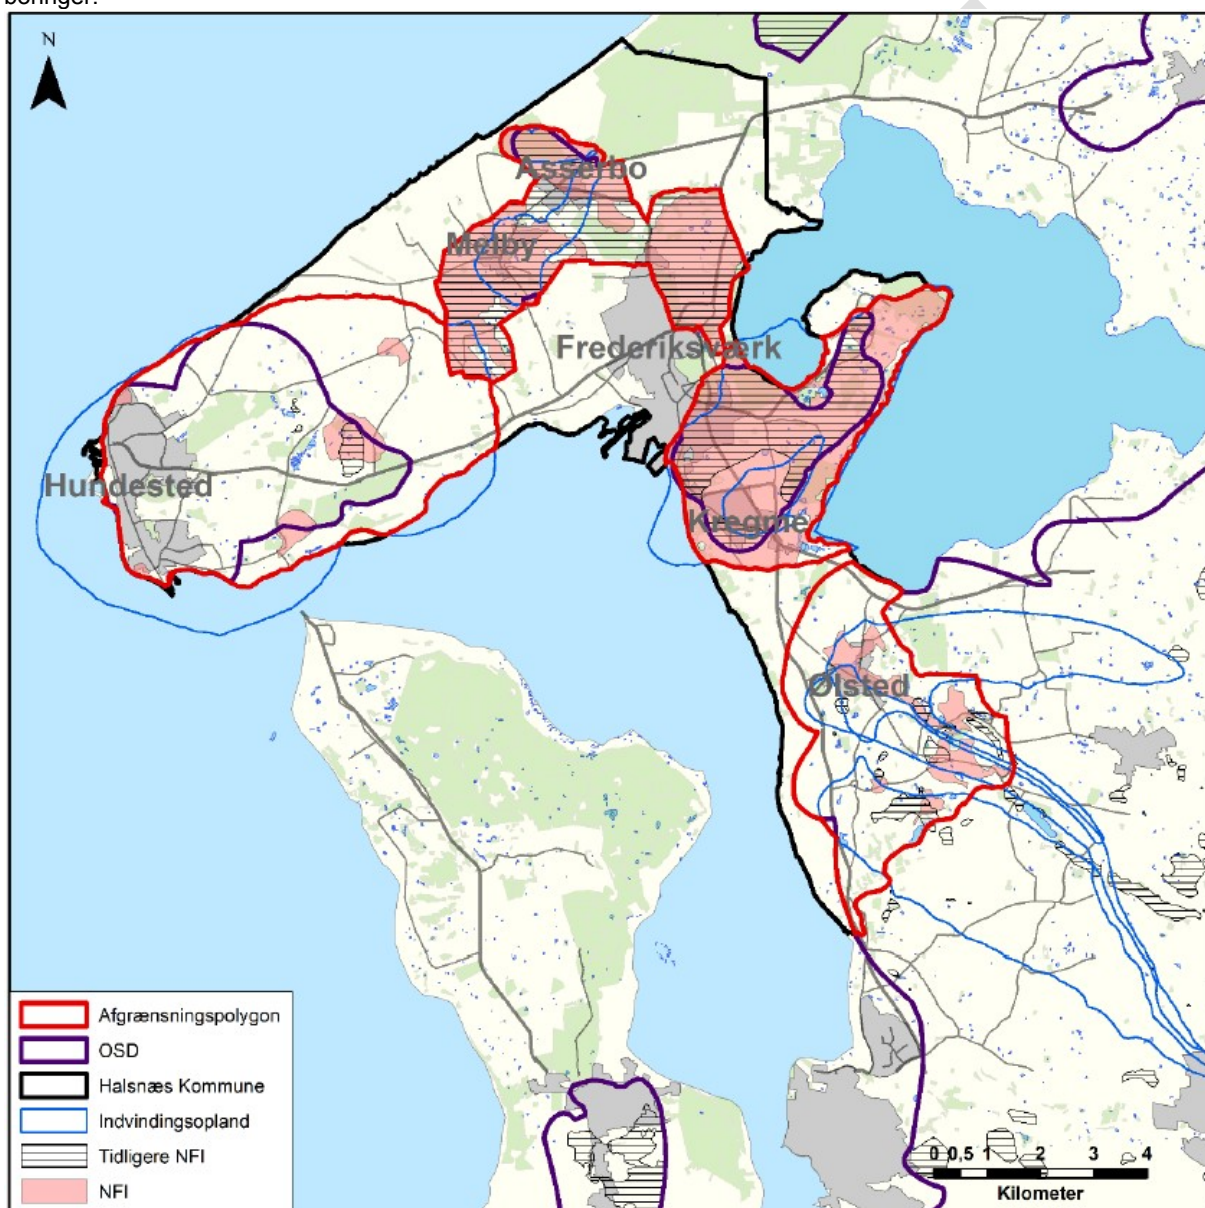 boringer.
N
Asserbo
Melby
Frederiksværk
Hundested
Kregme
Ølsted
Afgrænsningspolygon
OSD
Halsnæs Kommune
Indvindingsopland
Tidligere NFI
NFI
0 0,5 1 2 3 4
Kilometer